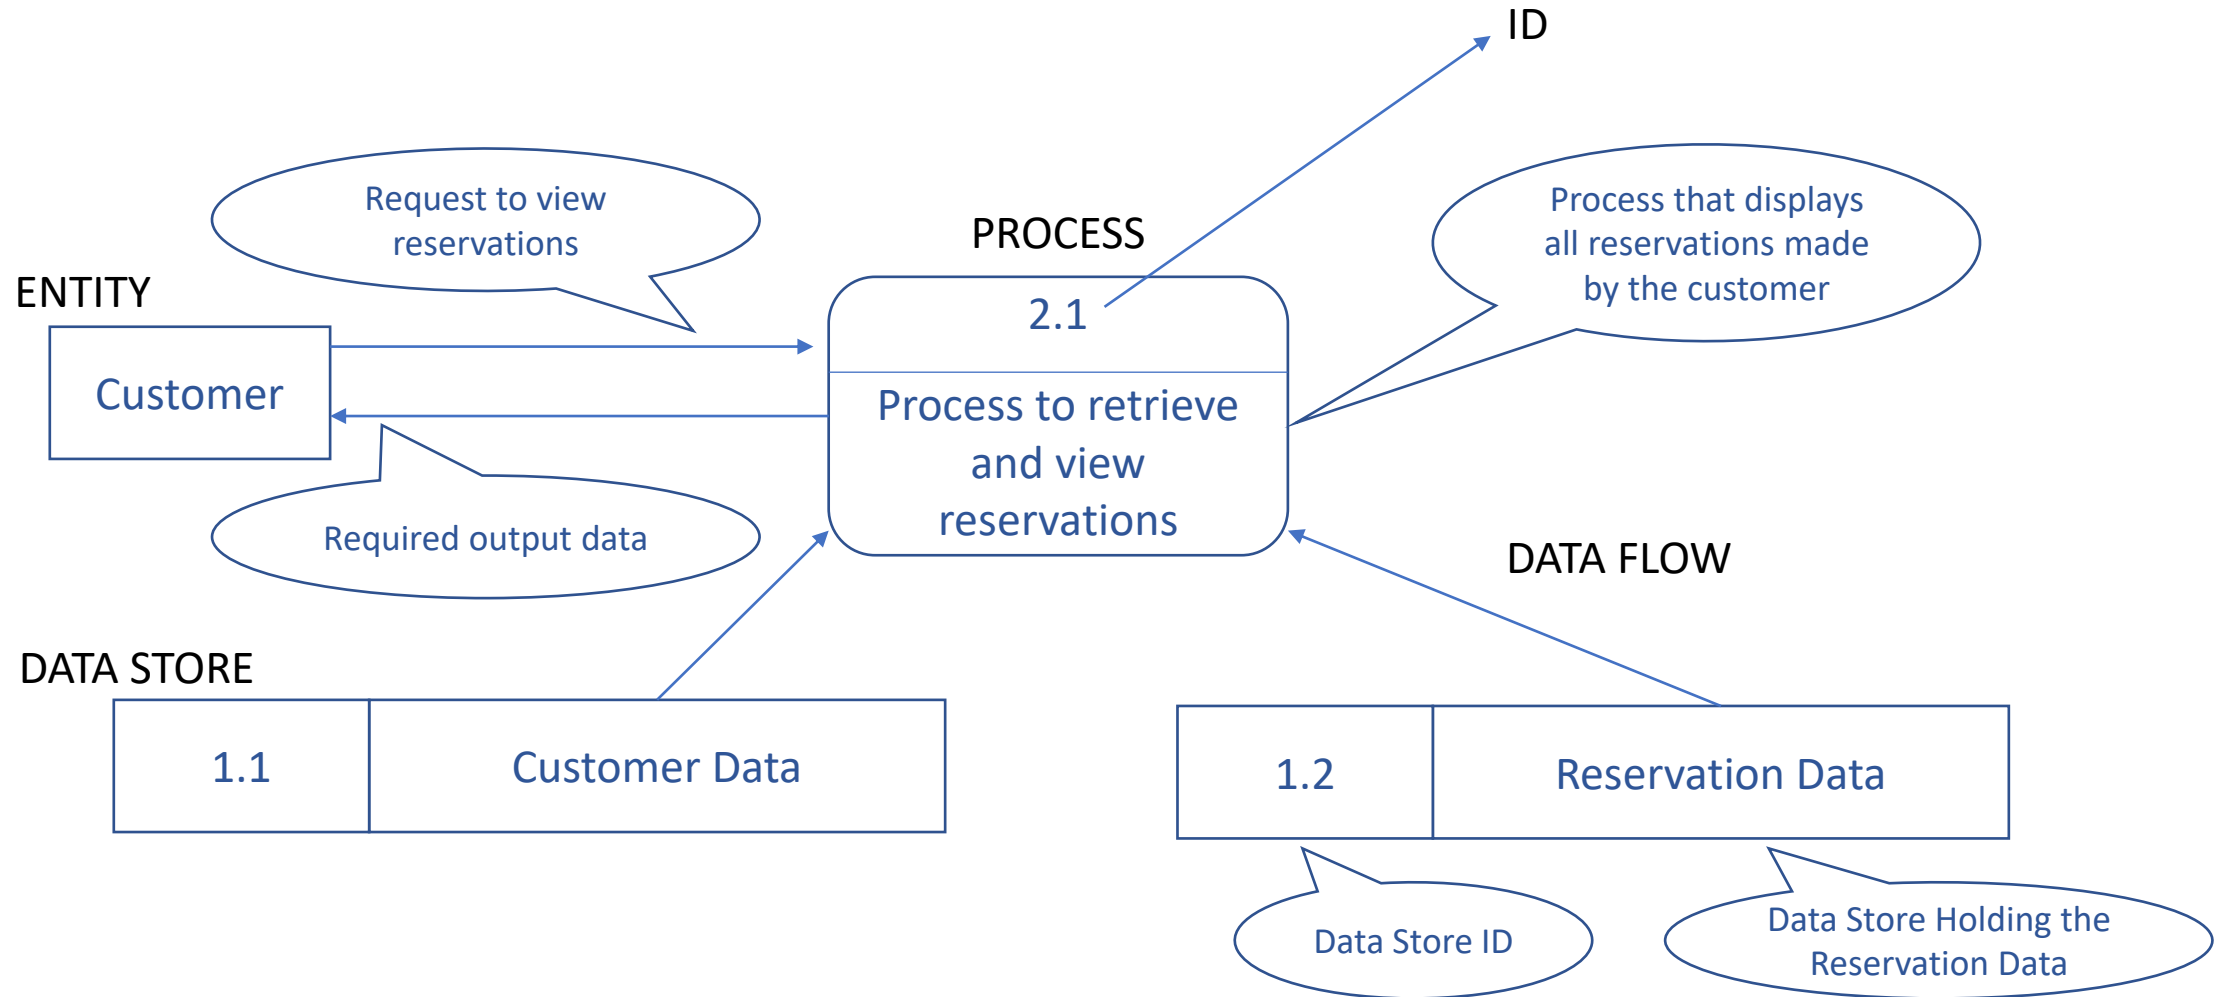 ID
Request to view
reservations
Process that displays
all reservations made
by the customer
PROCESS
ENTITY
2.1
Customer
Process to retrieve
and view
reservations
Required output data
DATA FLOW
DATA STORE
1.1
Customer Data
1.2
Reservation Data
Data Store ID
Data Store Holding the
Reservation Data